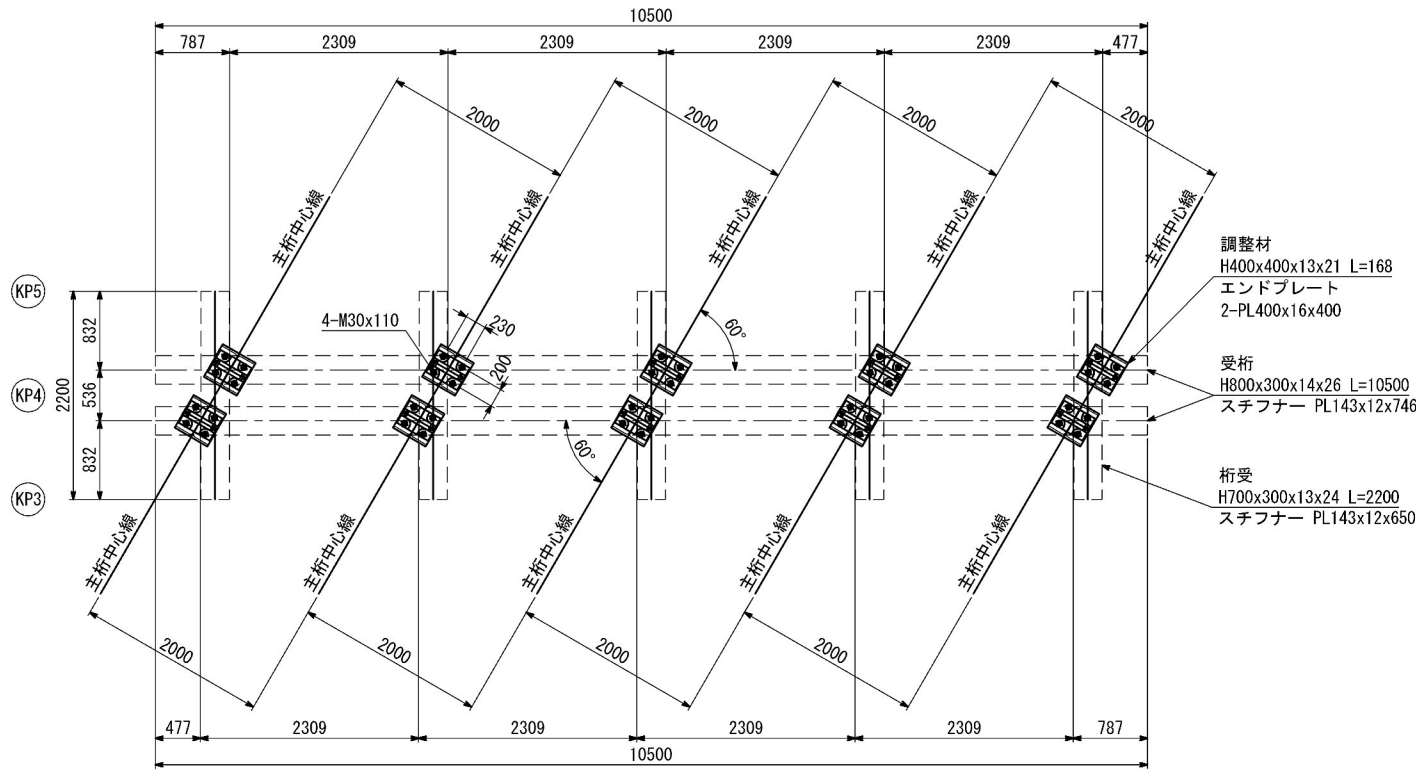 10500
787 2309 2309 2309 2309 477
2000 2000 2000 2000
主桁中心線 主桁中心線 主桁中心線 主桁中心線 主桁中心線
調整材
H400x400x13x21 L=168
エンドプレート
2-PL400x16x400
KP5
832
4-M30x110
230
60°
200
受桁
H800x300x14x26 L=10500
スチフナー PL143x12x746
KP4
2200
536
832
60°
桁受
H700x300x13x24 L=2200
スチフナー PL143x12x650
KP3
主桁中心線 主桁中心線 主桁中心線 主桁中心線 主桁中心線
2000 2000 2000 2000
477 2309 2309 2309 2309 787
10500